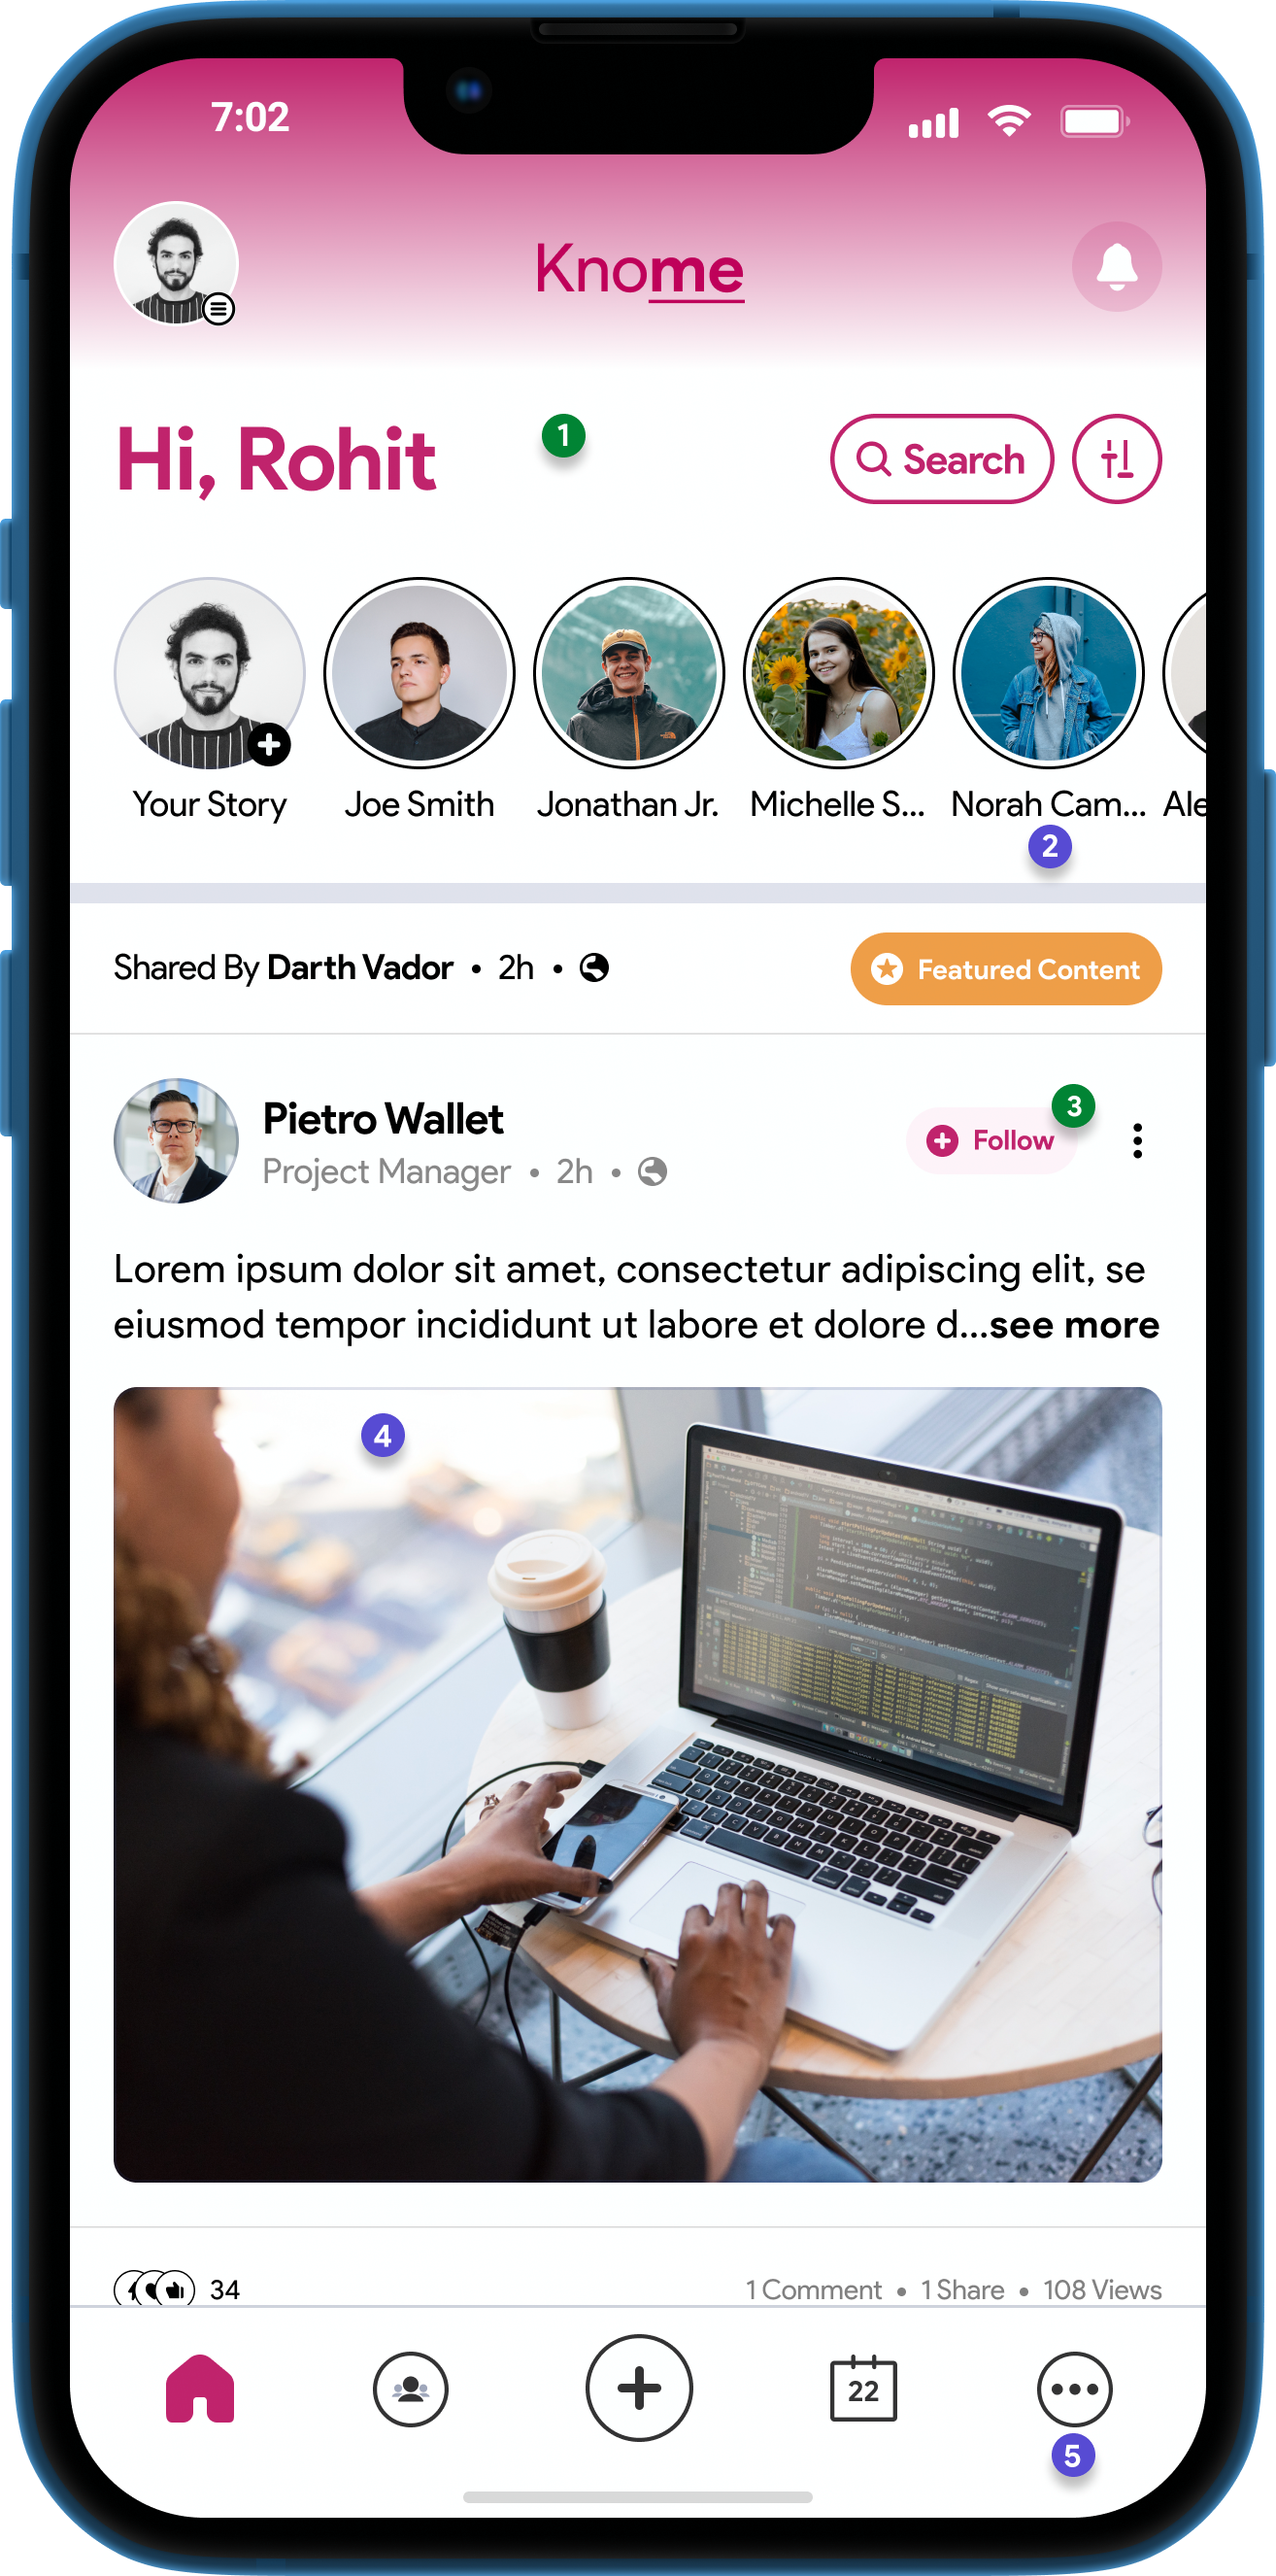 7:02
Knome
Hi, Rohit
1
Search
Your Story
Joe Smith
Jonathan Jr.
Michelle S...
Norah Cam...
Ale
2
Shared By Darth Vador • 2h •
Featured Content
Pietro Wallet
Project Manager • 2h •
Follow
3
Lorem ipsum dolor sit amet, consectetur adipiscing elit, se
eiusmod tempor incididunt ut labore et dolore d...see more
4
34
1 Comment • 1 Share • 108 Views
22
5